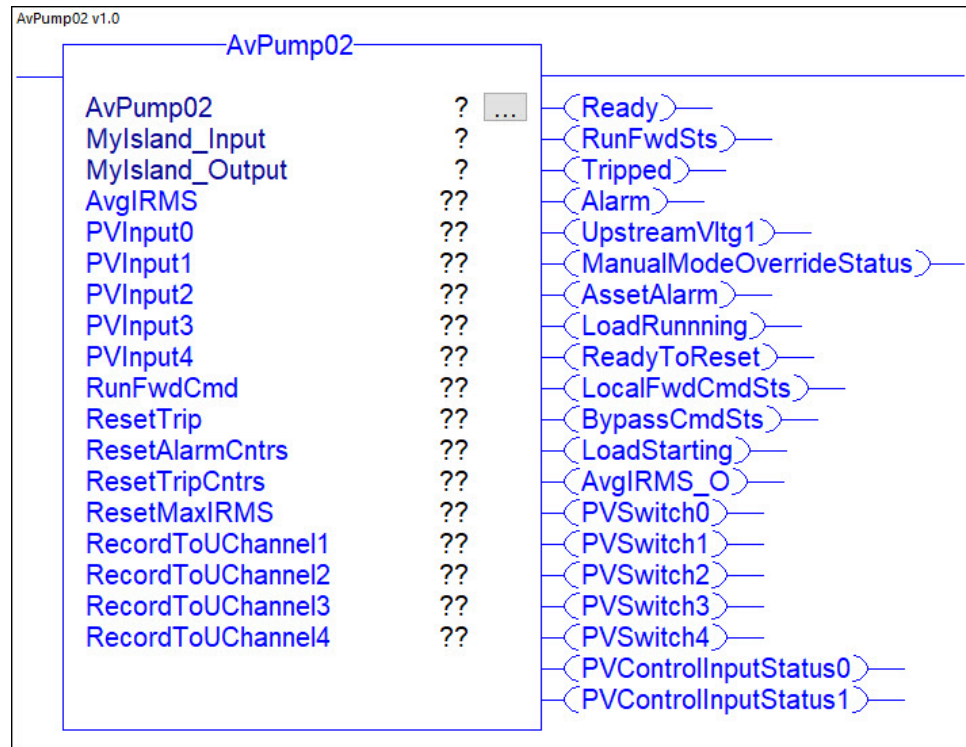 AvPump02 v1.0
AvPump02
AvPump02 ? ... Ready
MyIsland_Input ? RunFwdSts
MyIsland_Output ? Tripped
AvgIRMS ?? Alarm
PVInput0 ?? UpstreamVltg1
PVInput1 ?? ManualModeOverrideStatus
PVInput2 ?? AssetAlarm
PVInput3 ?? LoadRunnning
PVInput4 ?? ReadyToReset
RunFwdCmd ?? LocalFwdCmdSts
ResetTrip ?? BypassCmdSts
ResetAlarmCntrs ?? LoadStarting
ResetTripCntrs ?? AvgIRMS_O
ResetMaxIRMS ?? PVSwitch0
RecordToUChannel1 ?? PVSwitch1
RecordToUChannel2 ?? PVSwitch2
RecordToUChannel3 ?? PVSwitch3
RecordToUChannel4 ?? PVSwitch4
PVControlInputStatus0
PVControlInputStatus1